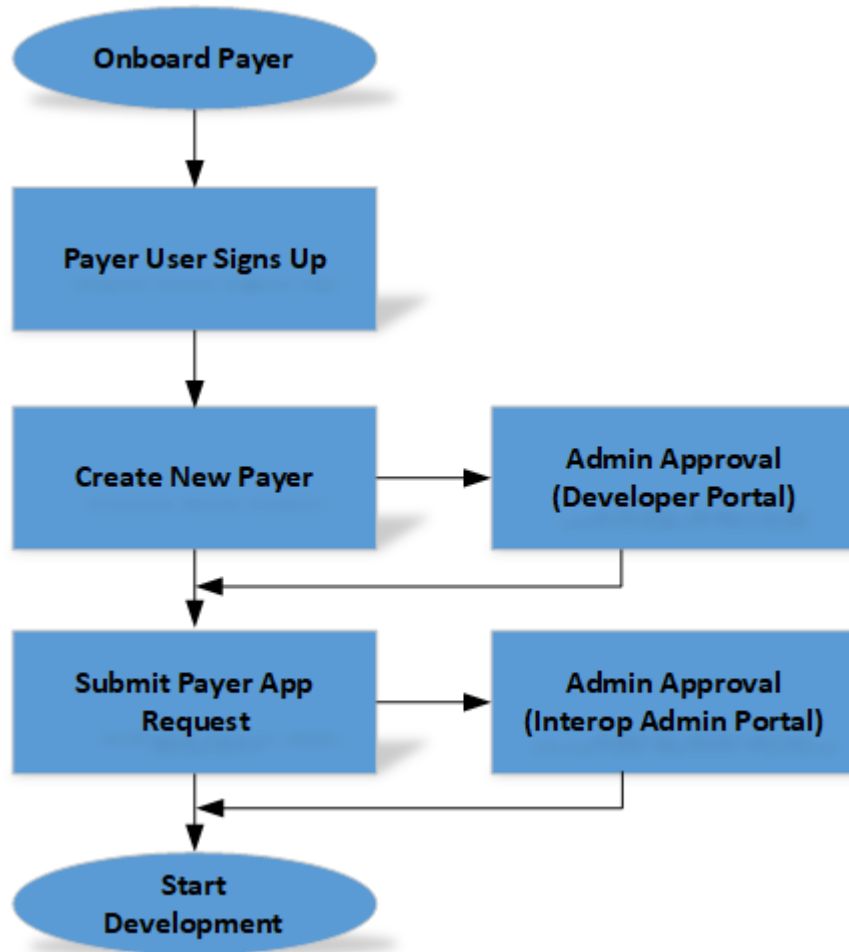 Onboard Payer
Payer User Signs Up
Create New Payer
Admin Approval
(Developer Portal)
Submit Payer App
Request
Admin Approval
(Interop Admin Portal)
Start
Development